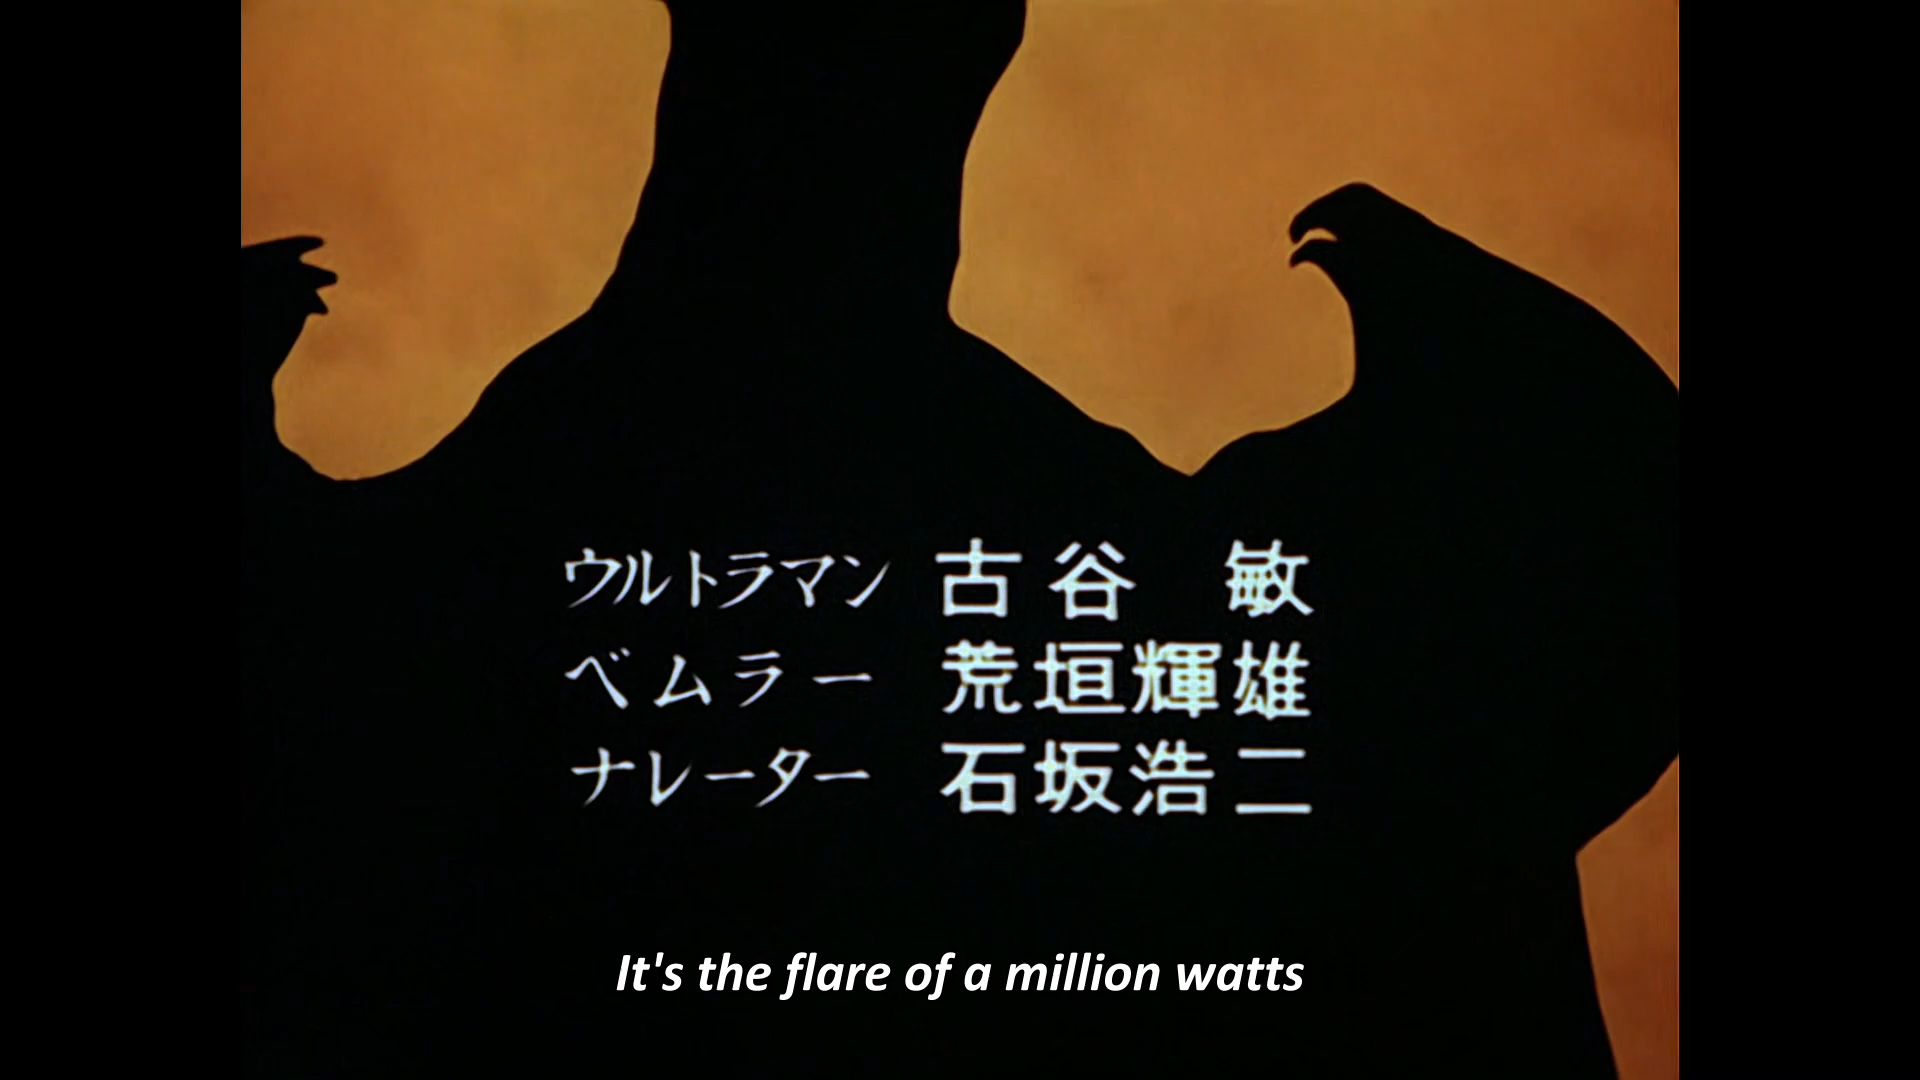 ウルトラマン 古谷 敏
ベムラー 荒垣輝雄
ナレーター 石坂浩二
It's the flare of a million watts